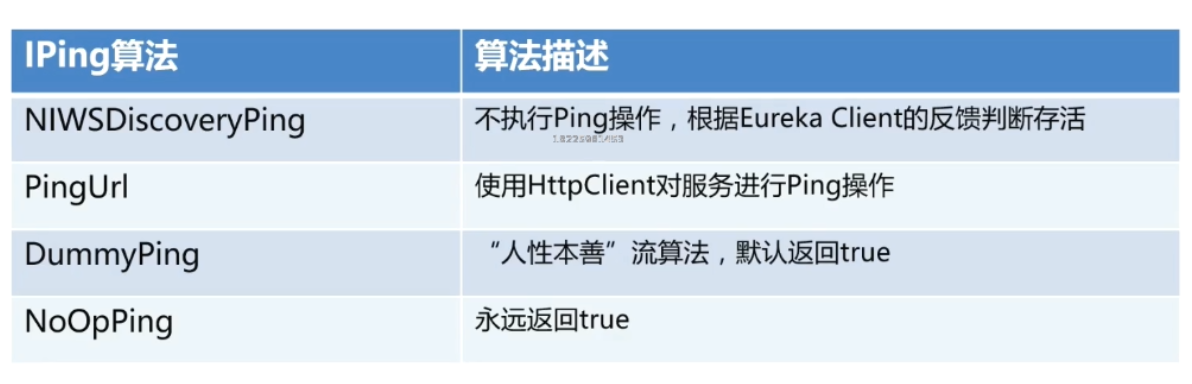 IPing算法 算法描述
NIWSDiscoveryPing 不执行Ping操作，根据Eureka Client的反馈判断存活
PingUrl 使用HttpClient对服务进行Ping操作
DummyPing “人性本善”流算法，默认返回true
NoOpPing 永远返回true